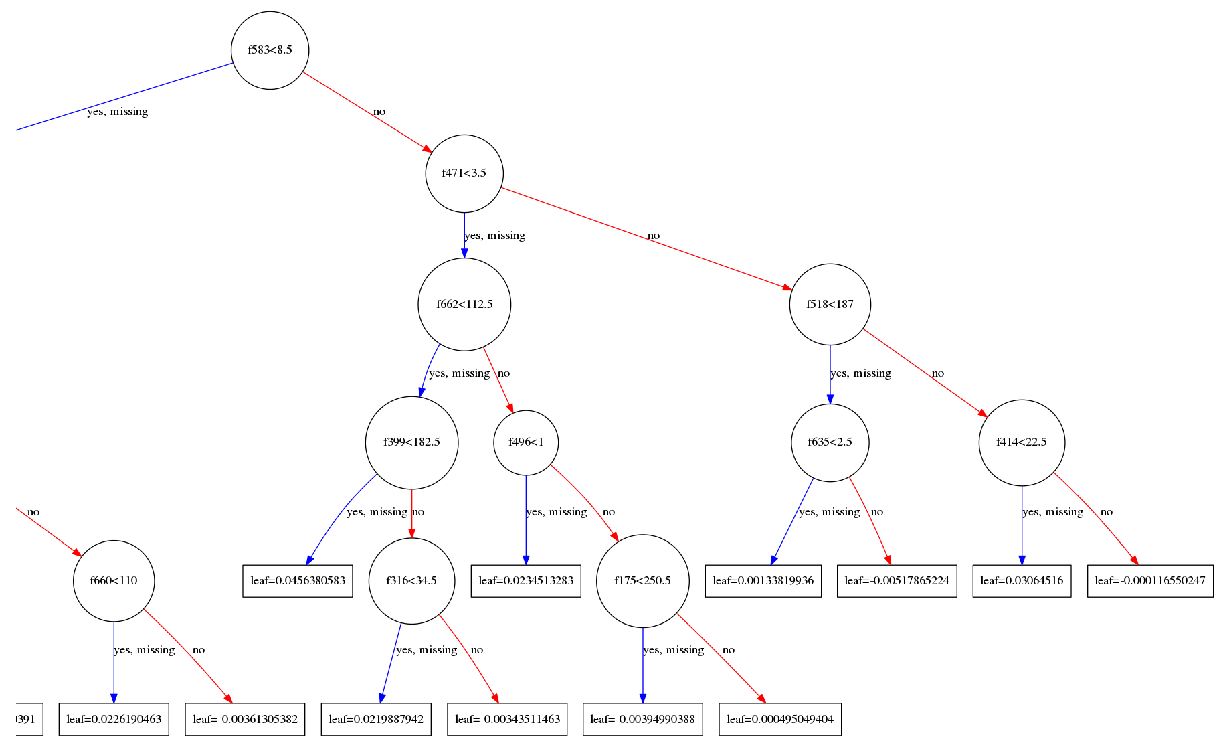 f583<8.5
yes, missing
no
f471<3.5
yes, missing
no
f662<112.5
f518<187
yes, missing
no
yes, missing
no
f399<182.5
f496<1
f635<2.5
f414<22.5
no
yes, missing
no
yes, missing
no
yes, missing
no
yes, missing
no
f660<110
leaf=0.0456380583
f316<34.5
leaf=0.0234513283
f175<250.5
leaf=0.00133819936
leaf=-0.00517865224
leaf=0.03064516
leaf=-0.000116550247
yes, missing
no
yes, missing
no
yes, missing
no
0391
leaf=0.0226190463
leaf= 0.00361305382
leaf=0.0219887942
leaf= 0.00343511463
leaf= 0.00394990388
leaf=0.000495049404